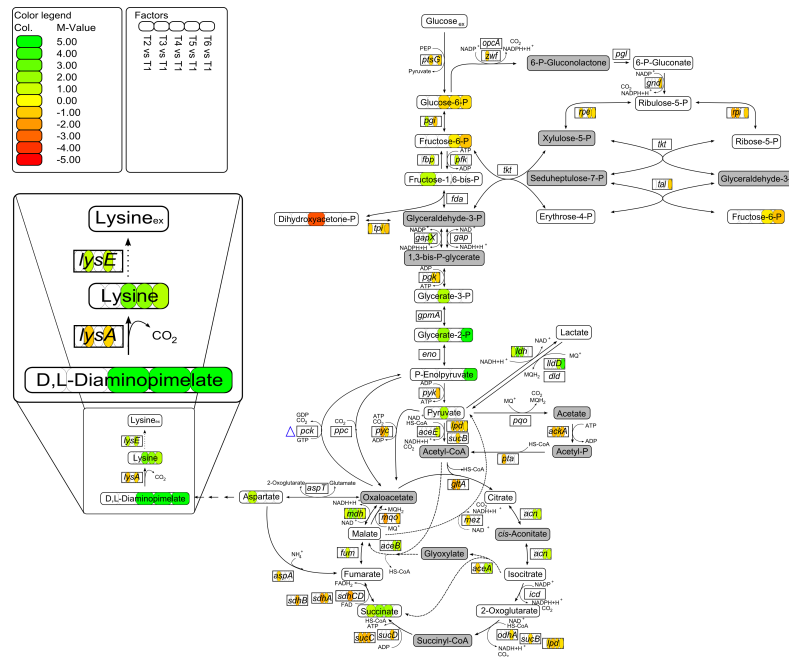 Color legend
Col. M-Value
5.00
4.00
3.00
2.00
1.00
0.00
-1.00
-2.00
-3.00
-4.00
-5.00
Factors
T2 vs T1
T3 vs T1
T4 vs T1
T5 vs T1
T6 vs T1
Lysine ex
lysE
Lysine
lysA
CO2
D,L-Diaminopimelate
Lysine ex
lysE
Lysine
lysA
CO2
D,L-Diaminopimelate
Glucose ex
PEP
ptsG
Pyruvate
opcA
CO2
NADP+
zwf
NADPH+H+
6-P-Gluconolactone
pgl
6-P-Gluconate
NADP+
gnd
CO2
NADPH+H+
Glucose-6-P
Ribulose-5-P
pgi
rpe
rpi
Fructose-6-P
Xylulose-5-P
tkt
Ribose-5-P
ATP
fbp
pfk
ADP
Fructose-1,6-bis-P
tkt
Seduheptulose-7-P
tal
Glyceraldehyde-3-
fda
Dihydroxyacetone-P
tpi
Glyceraldehyde-3-P
Erythrose-4-P
Fructose-6-P
NADP+
NAD+
gapX
gap
NADPH+H
NADH+H+
1,3-bis-P-glycerate
ADP
pgk
ATP
Glycerate-3-P
gpmA
Glycerate-2-P
Lactate
eno
ldh
NAD+
lldD
MQ+
NADH+H+
MQH2
dld
P-Enolpyruvate
ADP
pyk
ATP
GDP
CO2
pck
GTP
CO2
ppc
ATP
CO2
pyc
ADP
Pyruvate
MQ+
CO2
MQH2
pqo
Acetate
NAD+
HS-CoA
aceE
lpd
sucB
NADH+H+
CO2
ackA
ATP
ADP
Acetyl-CoA
HS-CoA
pta
Acetyl-P
HS-CoA
gltA
2-Oxoglutarate
Glutamate
aspT
Aspartate
Oxaloacetate
Citrate
NADH+H+
mdh
NAD+
MQH2
mqo
MQ+
CO2
NADH+H+
mez
NAD+
acn
Malate
cis-Aconitate
aceB
fum
Glyoxylate
acn
NH4+
HS-CoA
aceA
aspA
Fumarate
Isocitrate
FADH2
sdhB
sdhA
sdhCD
FAD
NADP+
icd
NADPH+H+
CO2
Succinate
2-Oxoglutarate
HS-CoA
ATP
sucC
sucD
ADP
Succinyl-CoA
NAD+
HS-CoA
odhA
sucB
lpd
NADH+H+